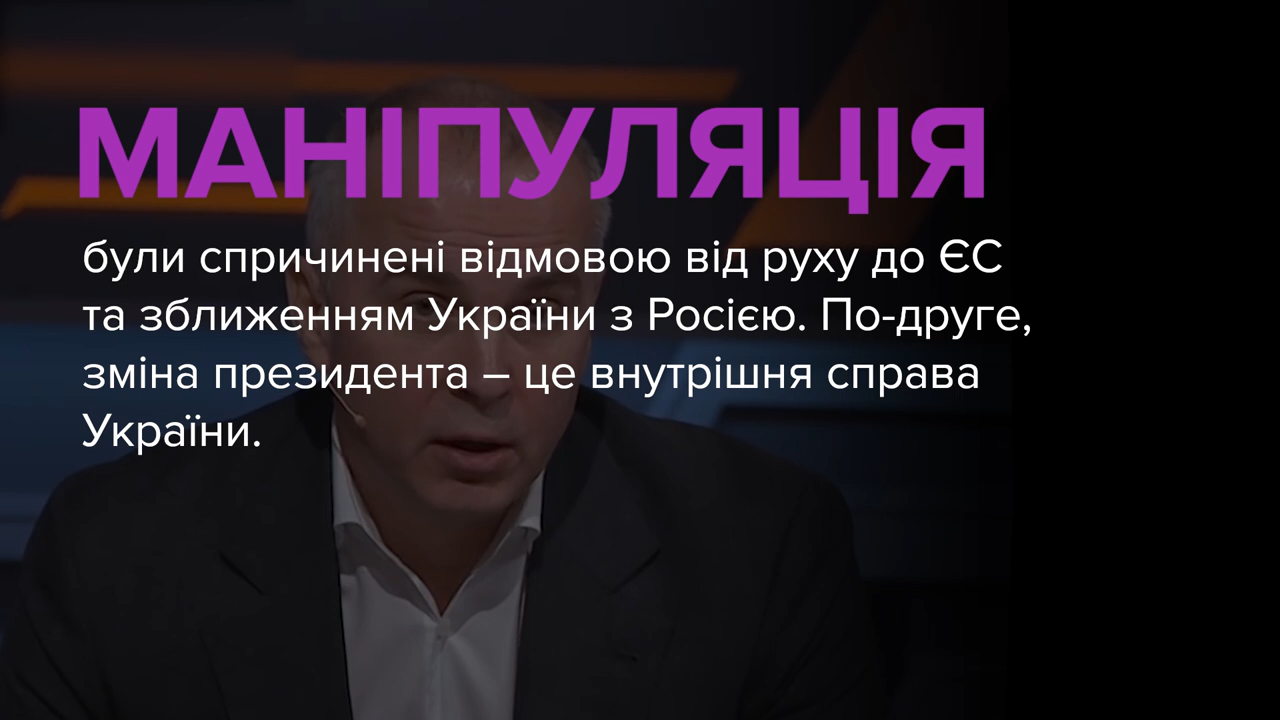 МАНІПУЛЯЦІЯ
були спричинені відмовою від руху до ЄС
та зближенням України з Росією. По-друге,
зміна президента – це внутрішня справа
України.